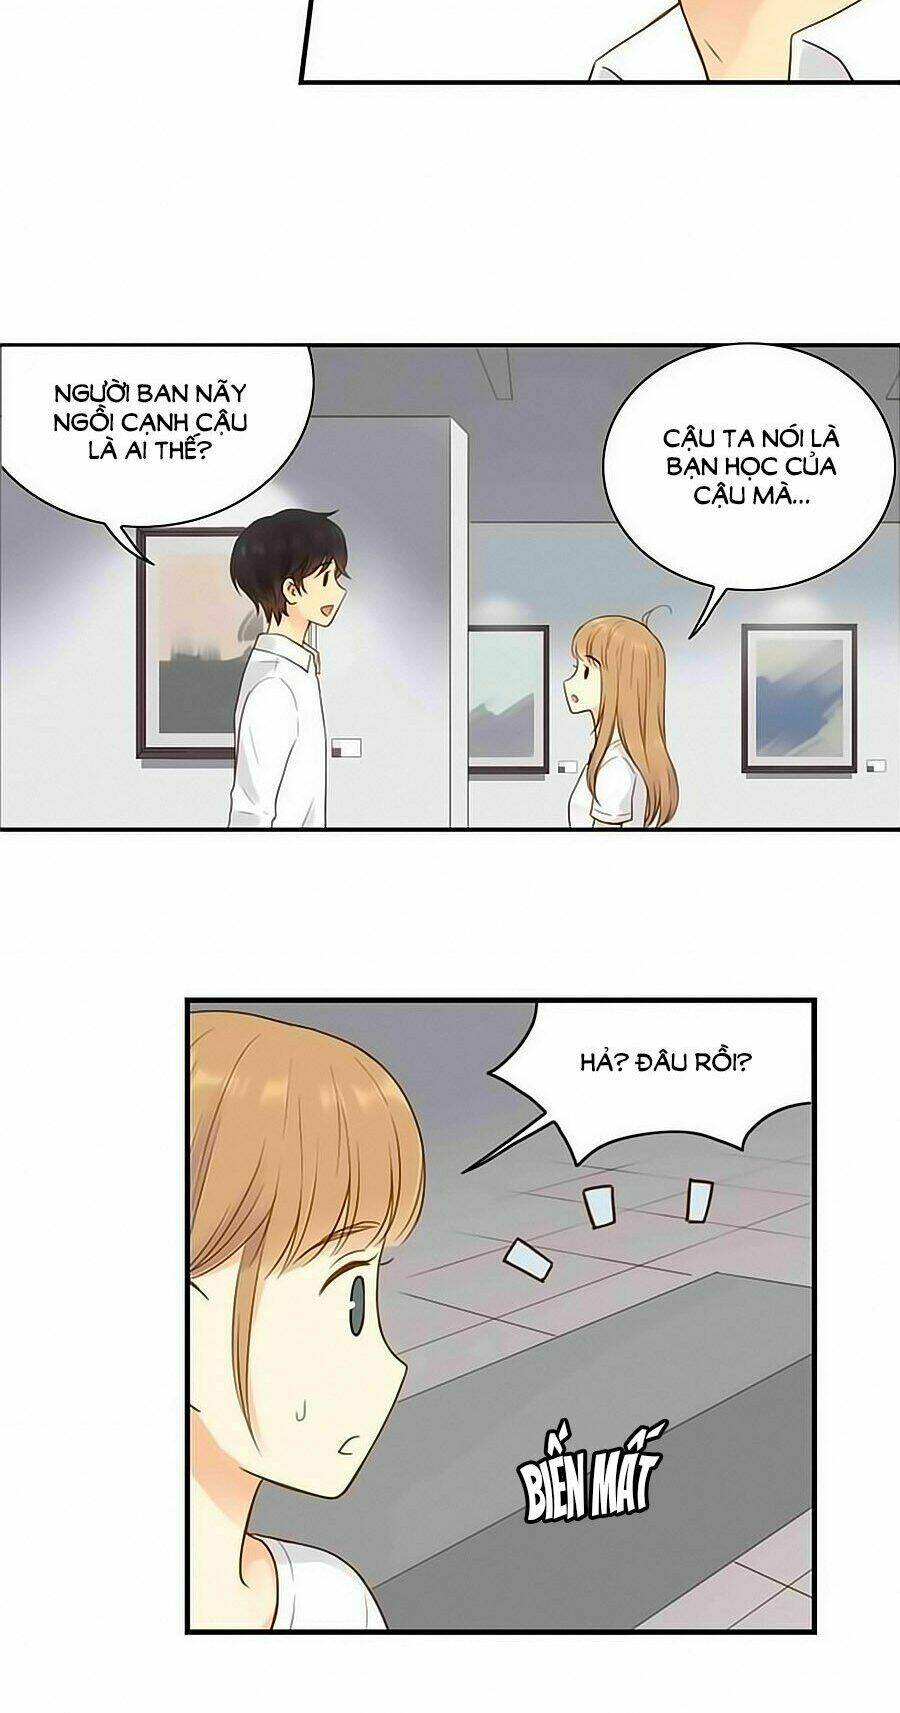 NGƯỜI BAN NÃY
NGỒI CẠNH CẬU
LÀ AI THẾ?
CẬU TA NÓI LÀ
BẠN HỌC CỦA
CẬU MÀ...
HẢ? ĐÂU RỒI?
BIẾN MẤT